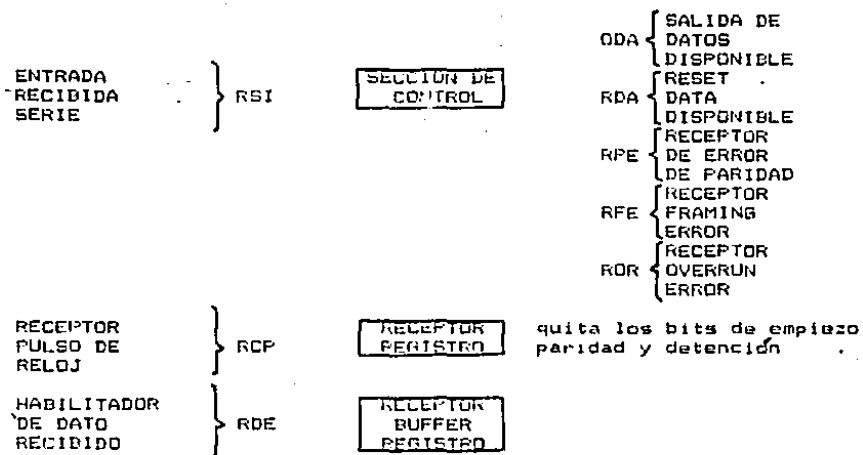 ENTRADA
RECIBIDA
SERIE
RSI
SECCION DE
CONTROL
ODA
SALIDA DE
DATOS
DISPONIBLE
RDA
RESET
DATA
DISPONIBLE
RPE
RECEPTOR
DE ERROR
DE PARIDAD
RFE
RECEPTOR
FRAMING
ERROR
ROR
RECEPTOR
OVERRUN
ERROR
RECEPTOR
PULSO DE
RELOJ
RCP
RECEPTOR
REGISTRO
quita los bits de empiezo
paridad y detención
HABILITADOR
DE DATO
RECIBIDO
RDE
RECEPTOR
BUFFER
REGISTRO